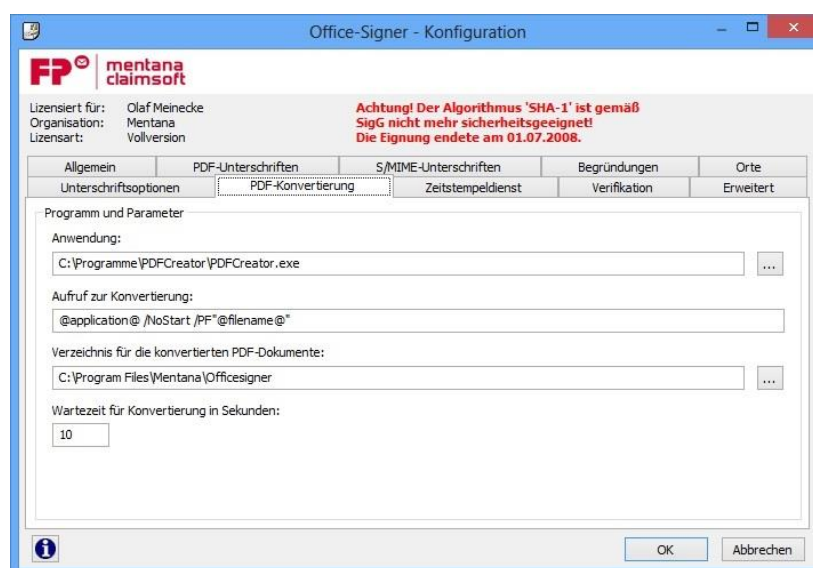 Office-Signer - Konfiguration
FP mentana
claimsoft
Lizensiert für: Olaf Meinecke
Organisation: Mentana
Lizensart: Vollversion
Achtung! Der Algorithmus 'SHA-1' ist gemäß
SigG nicht mehr sicherheitsgeeignet!
Die Eignung endete am 01.07.2008.
Allgemein PDF-Unterschriften S/MIME-Unterschriften Begründungen Orte
Unterschriftsoptionen PDF-Konvertierung Zeitstempeldienst Verifikation Erweitert
Programm und Parameter
Anwendung:
C:\Programme\PDFCreator\PDFCreator.exe ...
Aufruf zur Konvertierung:
@application@ /NoStart /PF"@filename@"
Verzeichnis für die konvertierten PDF-Dokumente:
C:\Program Files\Mentana\Officesigner ...
Wartezeit für Konvertierung in Sekunden:
10
OK Abbrechen